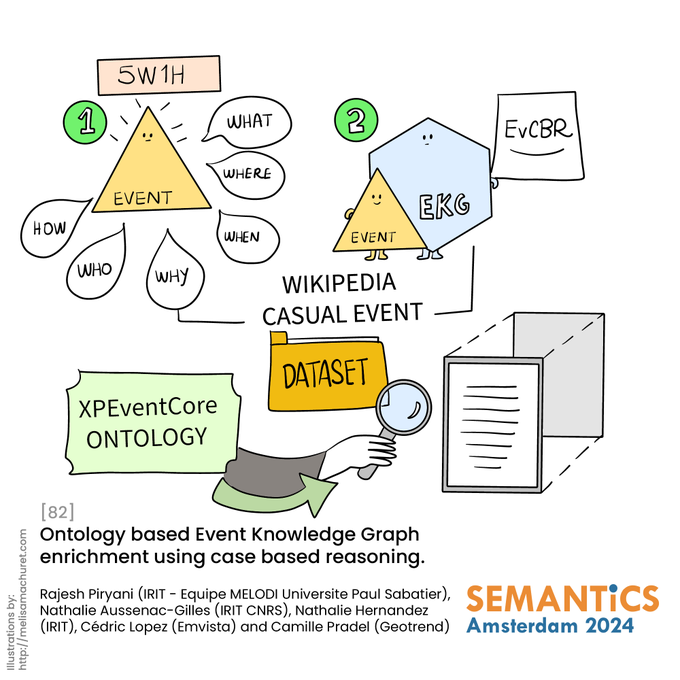 5W1H
1
WHAT
WHERE
WHEN
WHY
WHO
HOW
EVENT
2
EvCBR
EKG
EVENT
WIKIPEDIA
CASUAL EVENT
DATASET
XPEventCore
ONTOLOGY
[82]
Ontology based Event Knowledge Graph
enrichment using case based reasoning.
Rajesh Piryani (IRIT - Equipe MELODI Universite Paul Sabatier),
Nathalie Aussenac-Gilles (IRIT CNRS), Nathalie Hernandez
(IRIT), Cédric Lopez (Emvista) and Camille Pradel (Geotrend)
SEMANTiCS
Amsterdam 2024
Illustrations by:
http://melisamachuret.com